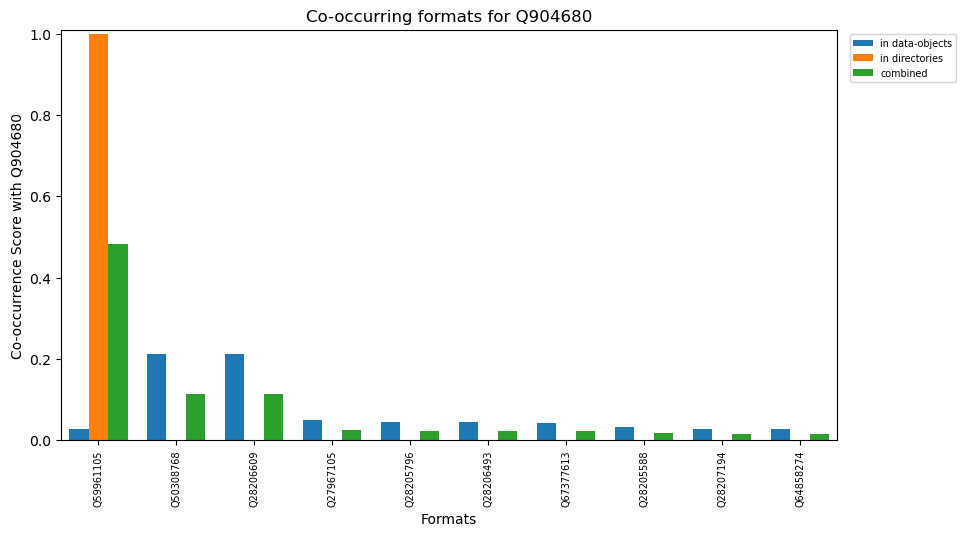 Co-occurring formats for Q904680
Co-occurrence Score with Q904680
1.0
0.8
0.6
0.4
0.2
0.0
in data-objects
in directories
combined
Q59961105
Q50308768
Q28206609
Q27967105
Q28205796
Q28206493
Q67377613
Q28205588
Q28207194
Q64858274
Formats